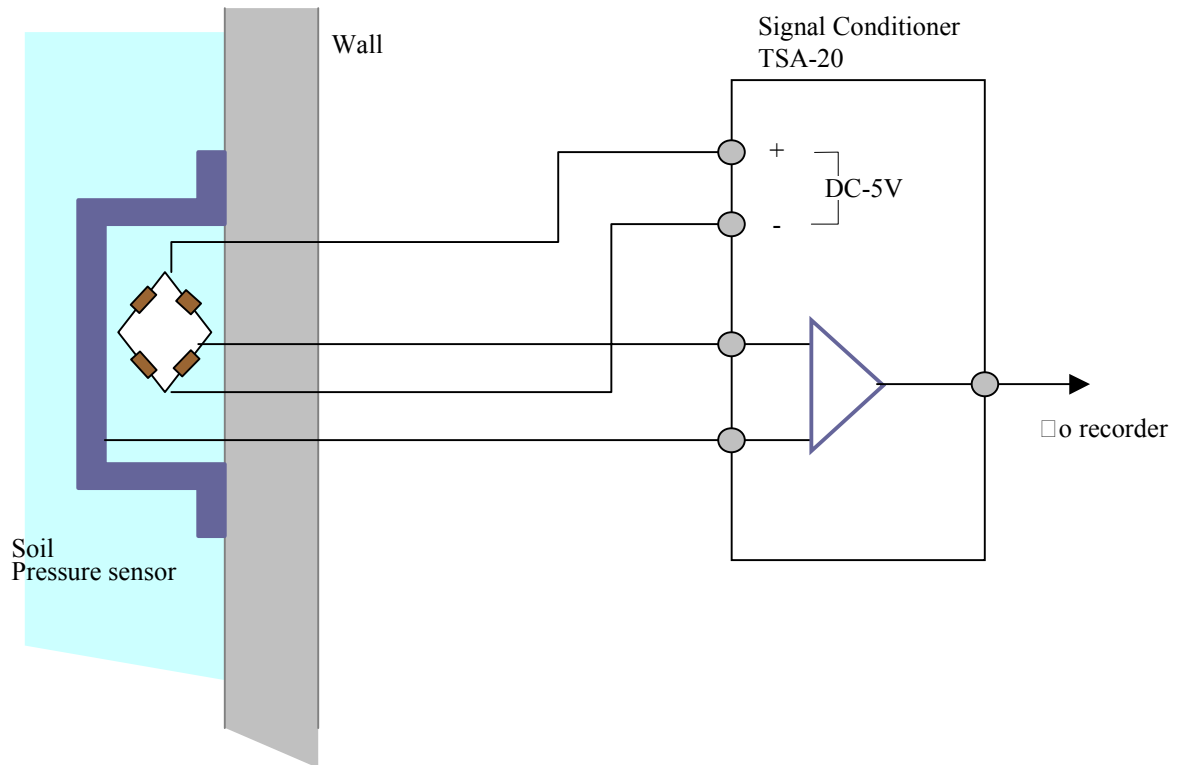 Signal Conditioner
TSA-20
Wall
+
DC-5V
-
□o recorder
Soil
Pressure sensor